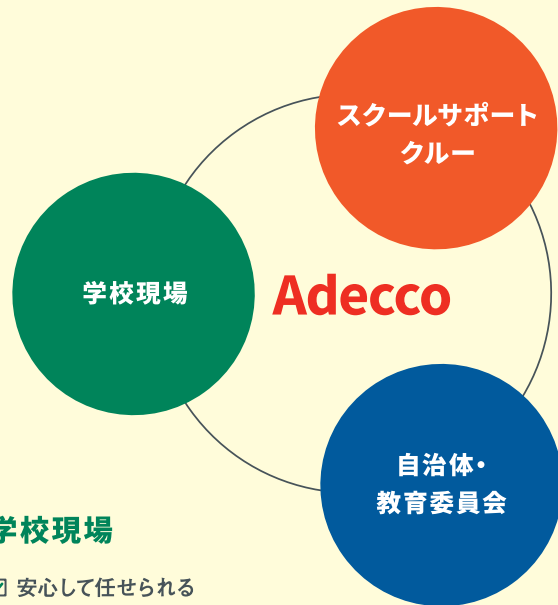 スクールサポート
クルー
学校現場
Adecco
自治体・
教育委員会
学校現場
安心して任せられる